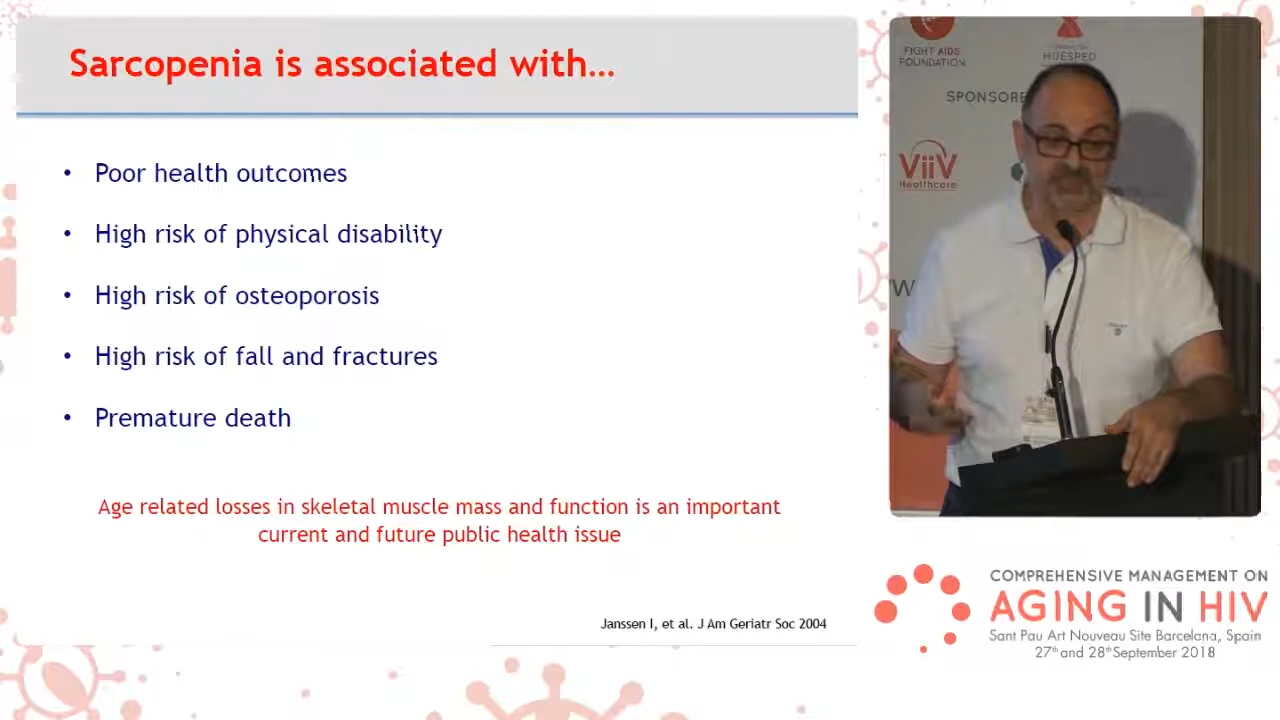 Sarcopenia is associated with...
• Poor health outcomes
• High risk of physical disability
• High risk of osteoporosis
• High risk of fall and fractures
• Premature death
Age related losses in skeletal muscle mass and function is an important
current and future public health issue
Janssen I, et al. J Am Geriatr Soc 2004
FIGHT AIDS
FOUNDATION
HUÉSPED
SPONSORE
ViiV
Healthcare
W
COMPREHENSIVE MANAGEMENT ON
AGING IN HIV
Sant Pau Art Nouveau Site Barcelona, Spain
27th and 28th September 2018